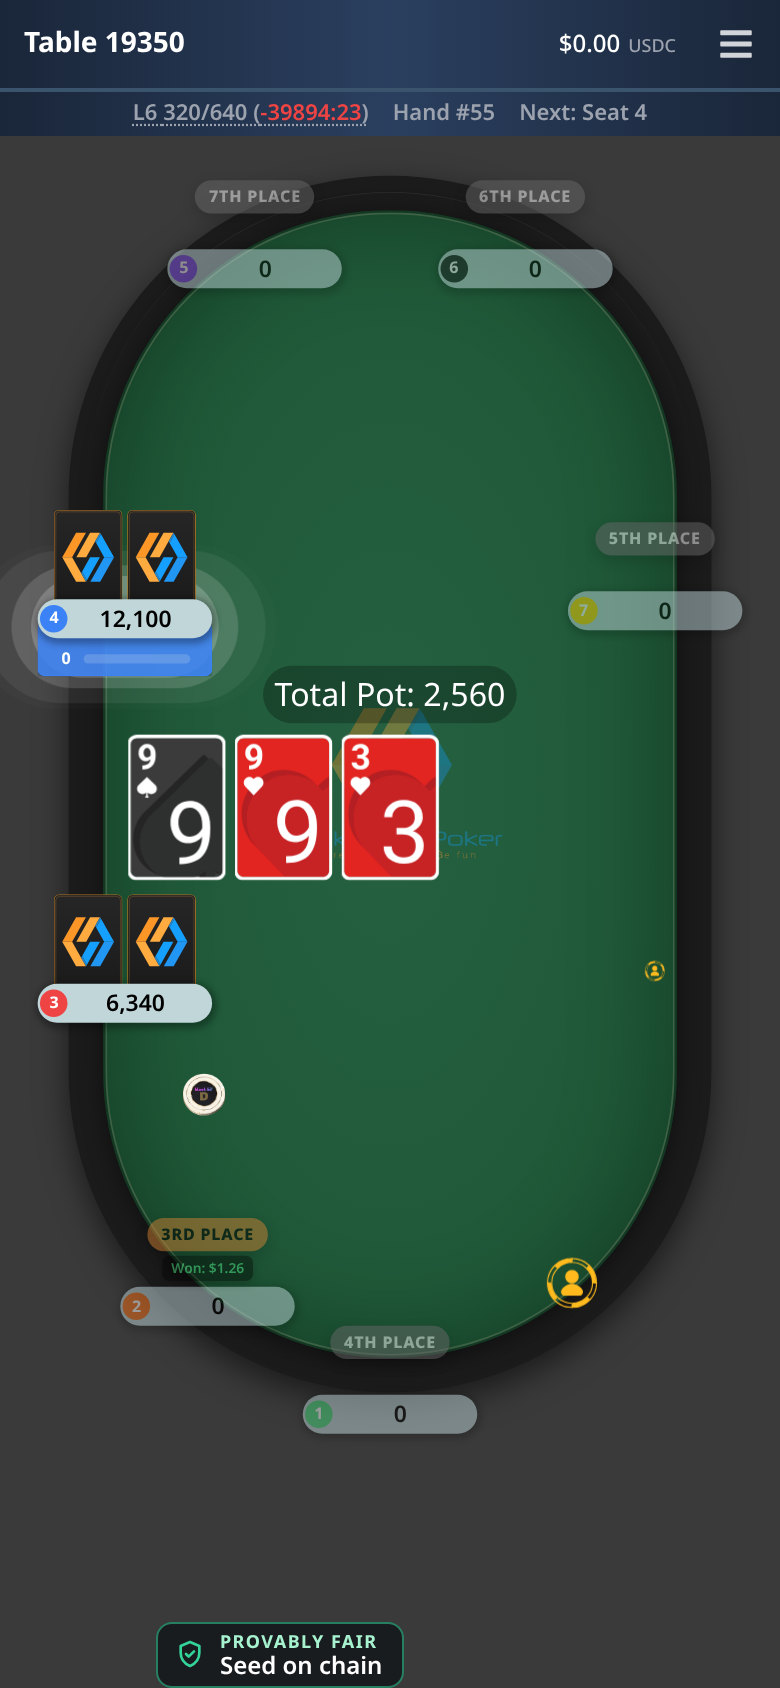 Table 19350
$0.00 USDC
L6 320/640 (-39894:23) Hand #55 Next: Seat 4
7TH PLACE
6TH PLACE
5 0
6 0
5TH PLACE
7 0
4 12,100
0
Total Pot: 2,560
9 9 3
9 9 3
Poker
3 6,340
D
3RD PLACE
Won: $1.26
2 0
4TH PLACE
1 0
PROVABLY FAIR
Seed on chain